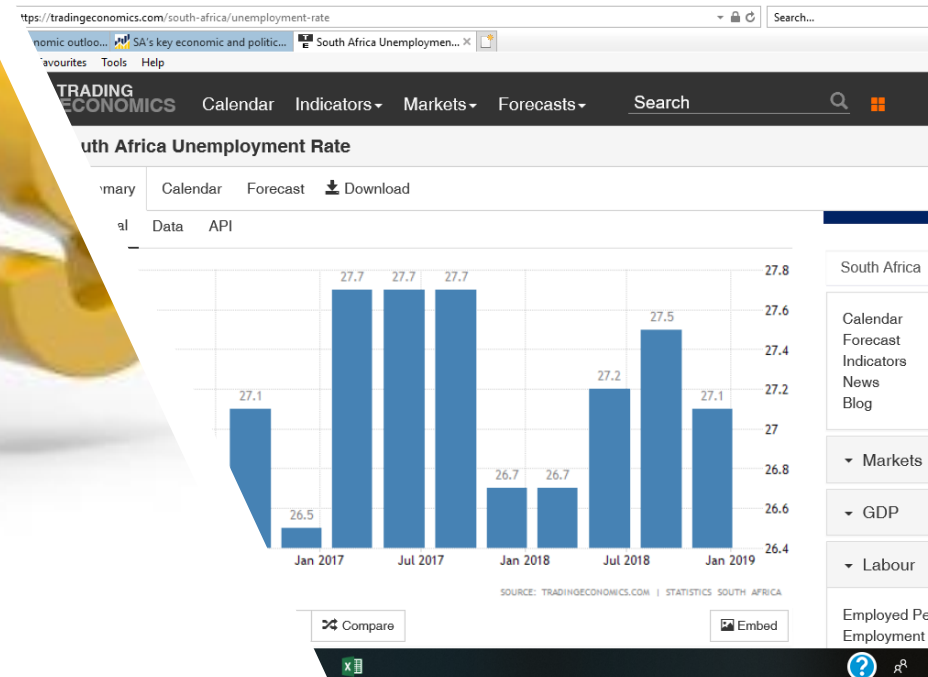 ttps://tradingeconomics.com/south-africa/unemployment-rate
Search...
nomic outloo...
SA's key economic and politic...
South Africa Unemploymen...
avourites Tools Help
TRADING
ECONOMICS
Calendar Indicators Markets Forecasts Search
uth Africa Unemployment Rate
mary Calendar Forecast Download
al Data API
27.7 27.7 27.7
27.5
27.2
27.1
27.1
26.7 26.7
26.5
27.8
27.6
27.4
27.2
27
26.8
26.6
26.4
Jan 2017 Jul 2017 Jan 2018 Jul 2018 Jan 2019
SOURCE: TRADINGECONOMICS.COM | STATISTICS SOUTH AFRICA
Compare
Embed
South Africa
Calendar
Forecast
Indicators
News
Blog
Markets
GDP
Labour
Employed Pe
Employment